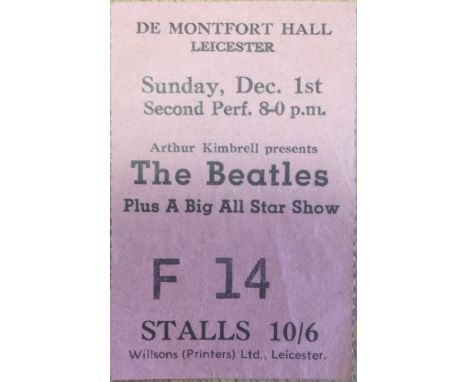 DE MONTFORT HALL
LEICESTER
Sunday, Dec. 1st
Second Perf. 8-0 p.m.
Arthur Kimbrell presents
The Beatles
Plus A Big All Star Show
F 14
STALLS 10/6
Willsons (Printers) Ltd., Leicester.